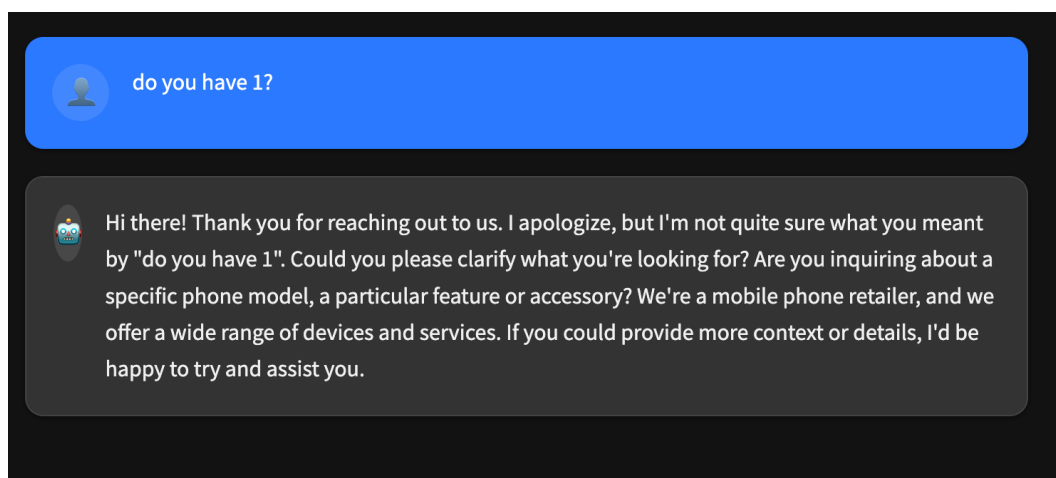 do you have 1?
Hi there! Thank you for reaching out to us. I apologize, but I'm not quite sure what you meant
by "do you have 1". Could you please clarify what you're looking for? Are you inquiring about a
specific phone model, a particular feature or accessory? We're a mobile phone retailer, and we
offer a wide range of devices and services. If you could provide more context or details, I'd be
happy to try and assist you.